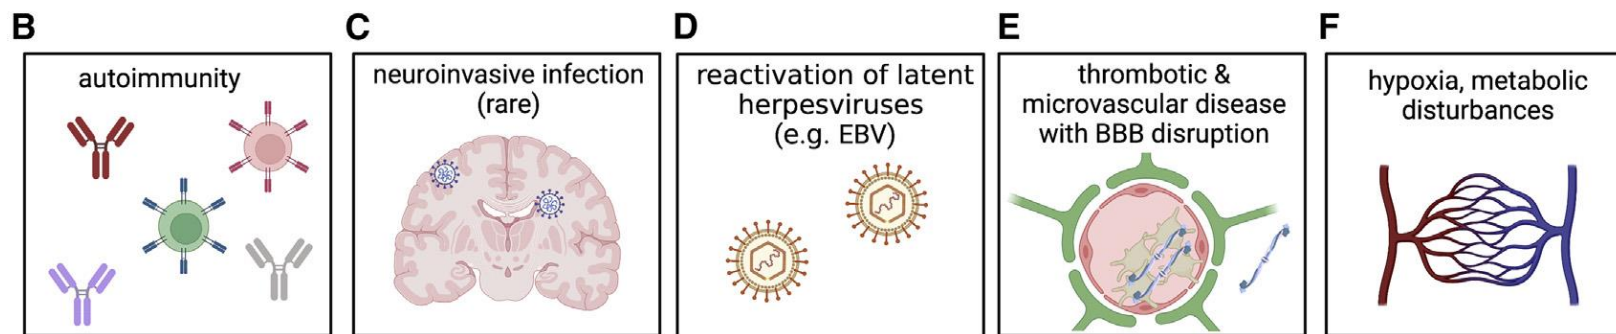 B
autoimmunity
C
neuroinvasive infection
(rare)
D
reactivation of latent
herpesviruses
(e.g. EBV)
E
thrombotic &
microvascular disease
with BBB disruption
F
hypoxia, metabolic
disturbances